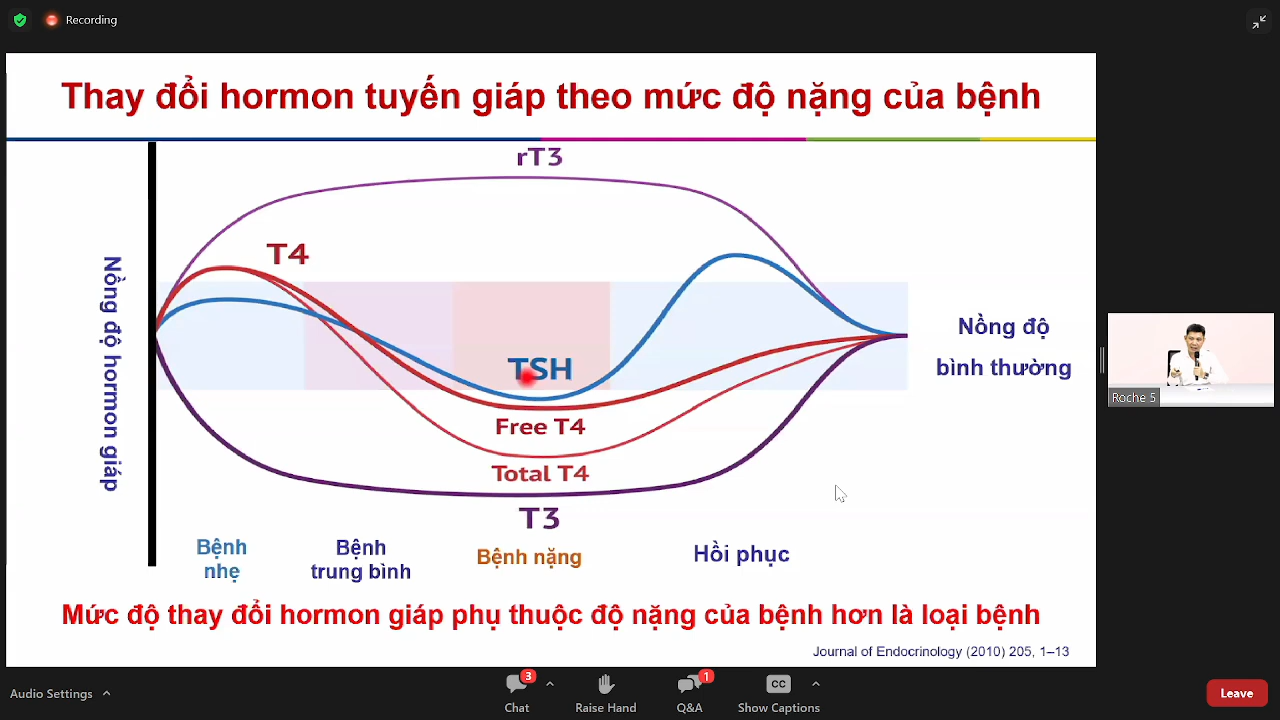 Recording
Thay đổi hormon tuyến giáp theo mức độ nặng của bệnh
rT3
T4
Nồng độ hormon giáp
Nồng độ
bình thường
TSH
Roche 5
Free T4
Total T4
T3
Bệnh
nhẹ
Bệnh
trung bình
Bệnh nặng
Hồi phục
Mức độ thay đổi hormon giáp phụ thuộc độ nặng của bệnh hơn là loại bệnh
Journal of Endocrinology (2010) 205, 1–13
Audio Settings
3
Chat
Raise Hand
1
Q&A
CC
Show Captions
Leave